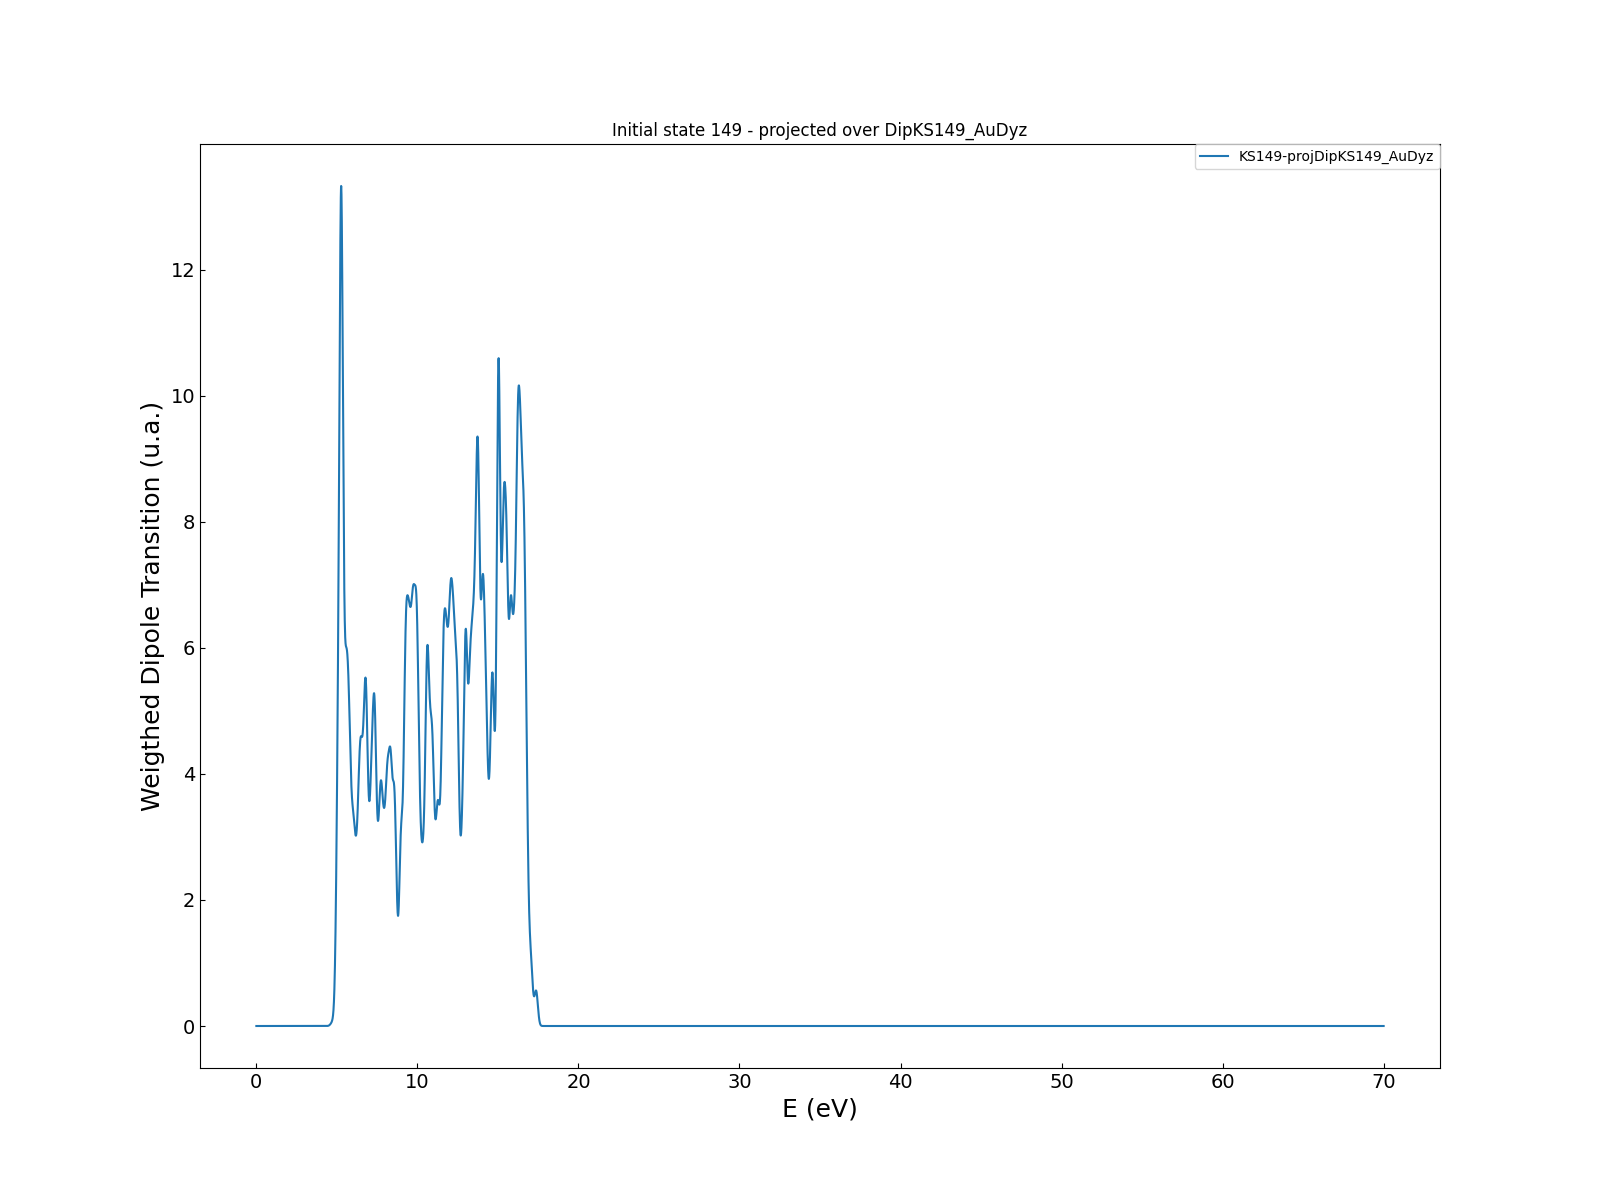 Initial state 149 - projected over DipKS149_AuDyz
KS149-projDipKS149_AuDyz
Weigthed Dipole Transition (u.a.)
12
10
8
6
4
2
0
0 10 20 30 40 50 60 70
E (eV)